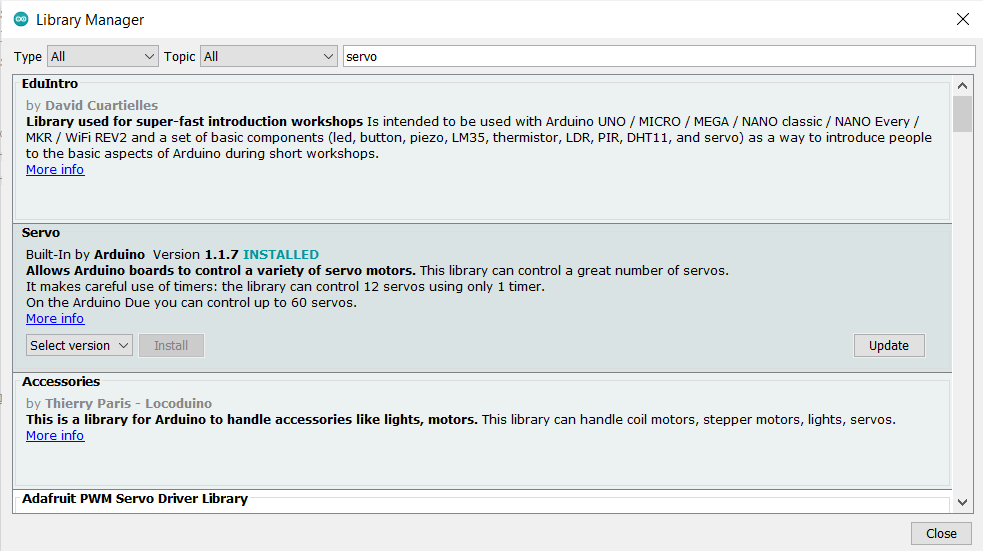 Library Manager
Type All Topic All servo
EduIntro
by David Cuartielles
Library used for super-fast introduction workshops Is intended to be used with Arduino UNO / MICRO / MEGA / NANO classic / NANO Every /
MKR / WiFi REV2 and a set of basic components (led, button, piezo, LM35, thermistor, LDR, PIR, DHT11, and servo) as a way to introduce people
to the basic aspects of Arduino during short workshops.
More info
Servo
Built-In by Arduino Version 1.1.7 INSTALLED
Allows Arduino boards to control a variety of servo motors. This library can control a great number of servos.
It makes careful use of timers: the library can control 12 servos using only 1 timer.
On the Arduino Due you can control up to 60 servos.
More info
Select version Install Update
Accessories
by Thierry Paris - Locoduino
This is a library for Arduino to handle accessories like lights, motors. This library can handle coil motors, stepper motors, lights, servos.
More info
Adafruit PWM Servo Driver Library
Close